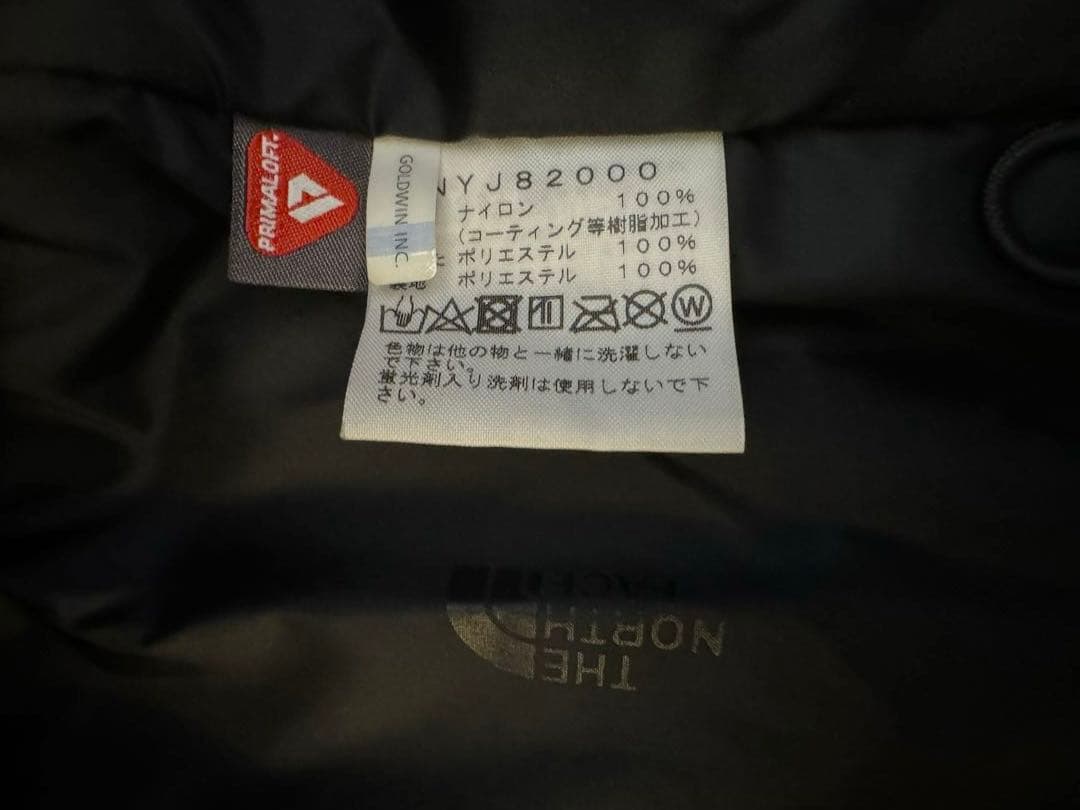 PRIMALOFT
GOLDWIN INC.
NYJ82000
ナイロン 100%
(コーティング等樹脂加工)
ポリエステル 100%
裏地 ポリエステル 100%
W
色物は他の物と一緒に洗濯しない
で下さい。
蛍光剤入り洗剤は使用しないで下
さい。
THE
NORTH
FACE